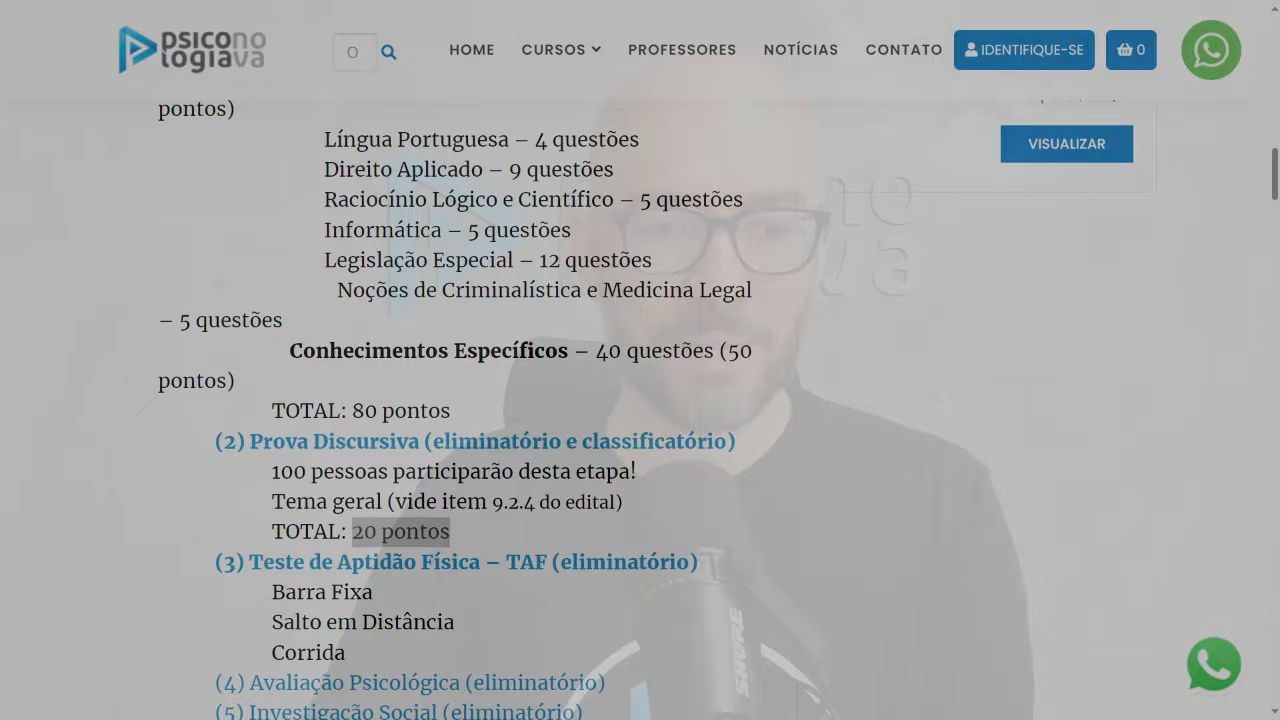 psicono
logiava
O
HOME
CURSOS
PROFESSORES
NOTÍCIAS
CONTATO
IDENTIFIQUE-SE
0
pontos)
VISUALIZAR
Língua Portuguesa – 4 questões
Direito Aplicado – 9 questões
Raciocínio Lógico e Científico – 5 questões
Informática – 5 questões
Legislação Especial – 12 questões
Noções de Criminalística e Medicina Legal
– 5 questões
Conhecimentos Específicos – 40 questões (50
pontos)
TOTAL: 80 pontos
(2) Prova Discursiva (eliminatório e classificatório)
100 pessoas participarão desta etapa!
Tema geral (vide item 9.2.4 do edital)
TOTAL: 20 pontos
(3) Teste de Aptidão Física – TAF (eliminatório)
Barra Fixa
Salto em Distância
Corrida
(4) Avaliação Psicológica (eliminatório)
(5) Investigação Social (eliminatório)
SHURE